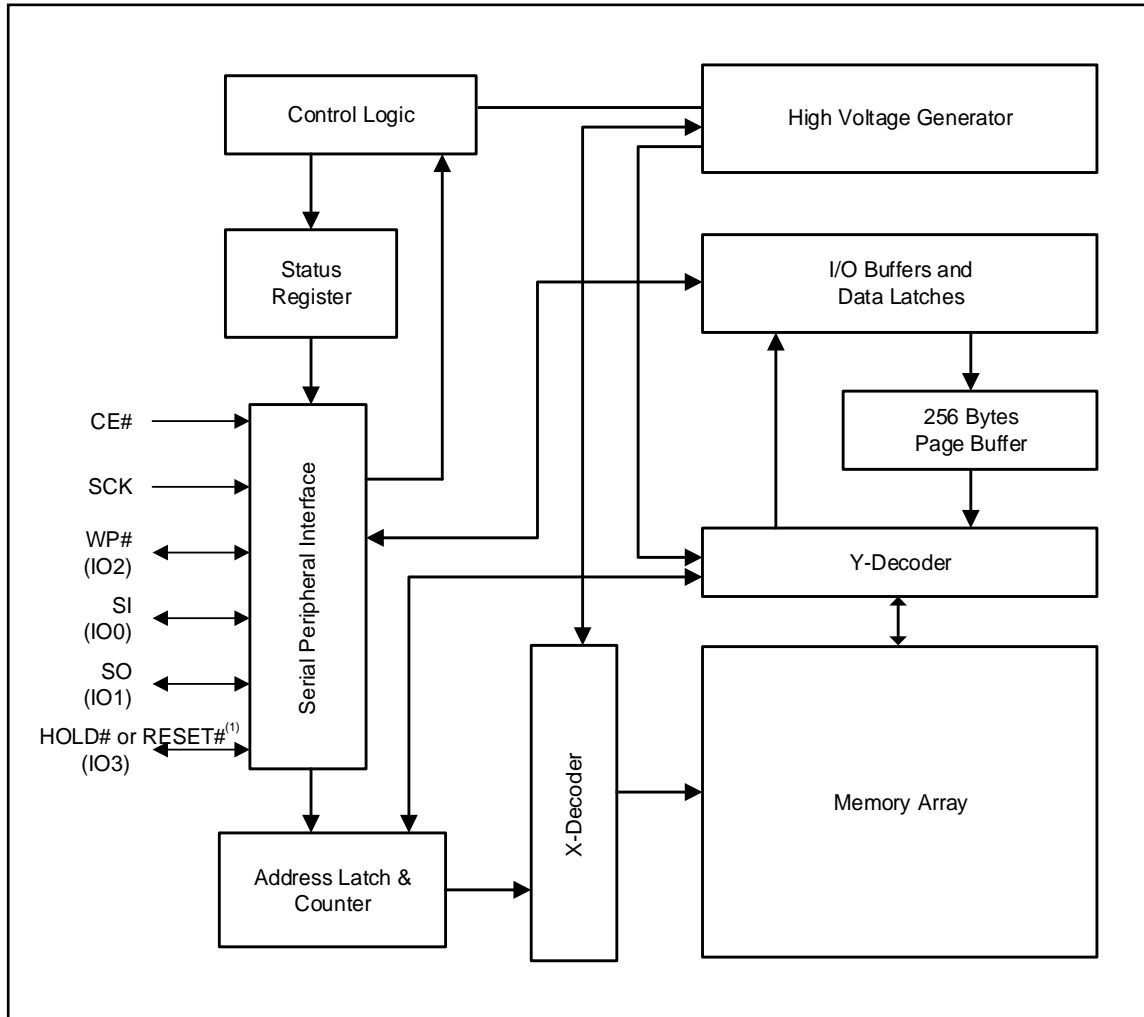 Control Logic
High Voltage Generator
Status
Register
I/O Buffers and
Data Latches
256 Bytes
Page Buffer
CE#
SCK
WP#
(IO2)
SI
(IO0)
SO
(IO1)
HOLD# or RESET#(1)
(IO3)
Serial Peripheral Interface
Y-Decoder
X-Decoder
Memory Array
Address Latch &
Counter